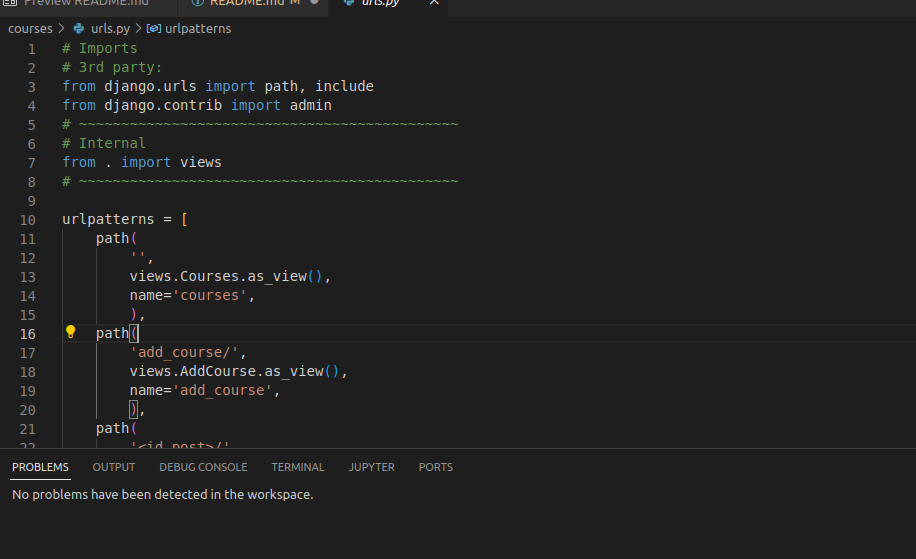 Preview README.md README.md M urls.py
courses > urls.py > urlpatterns
1 # Imports
2 # 3rd party:
3 from django.urls import path, include
4 from django.contrib import admin
5 # ~~~~~~~~~~~~~~~~~~~~~~~~~~~~~~~~~~~~~~~~~~~~~
6 # Internal
7 from . import views
8 # ~~~~~~~~~~~~~~~~~~~~~~~~~~~~~~~~~~~~~~~~~~~~~
9
10 urlpatterns = [
11     path(
12         '',
13         views.Courses.as_view(),
14         name='courses',
15         ),
16     path(
17         'add_course/',
18         views.AddCourse.as_view(),
19         name='add_course',
20         ),
21     path(
22         '<id_post>/'
PROBLEMS OUTPUT DEBUG CONSOLE TERMINAL JUPYTER PORTS
No problems have been detected in the workspace.